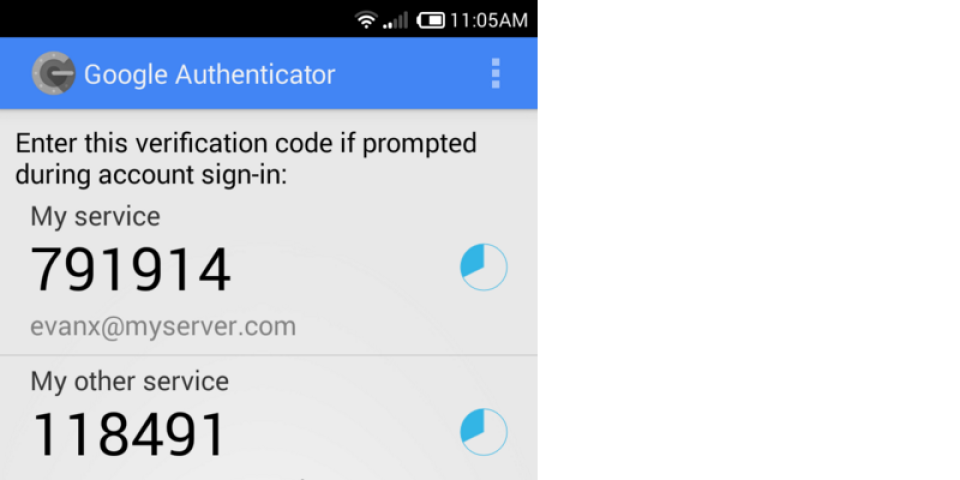 11:05AM
Google Authenticator
Enter this verification code if prompted
during account sign-in:
My service
791914
evanx@myserver.com
My other service
118491